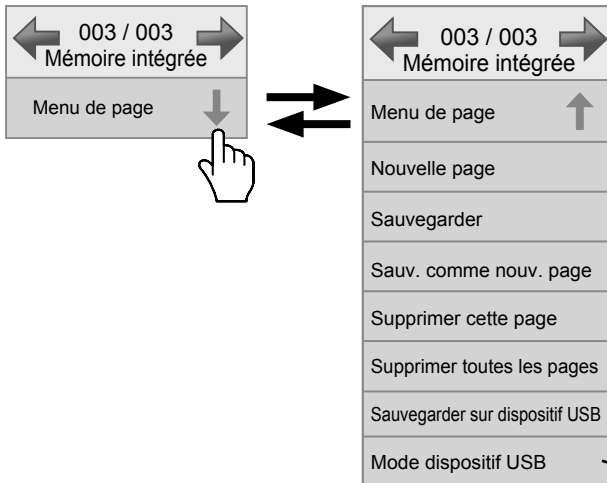 003 / 003
Mémoire intégrée
Menu de page
003 / 003
Mémoire intégrée
Menu de page
Nouvelle page
Sauvegarder
Sauv. comme nouv. page
Supprimer cette page
Supprimer toutes les pages
Sauvegarder sur dispositif USB
Mode dispositif USB